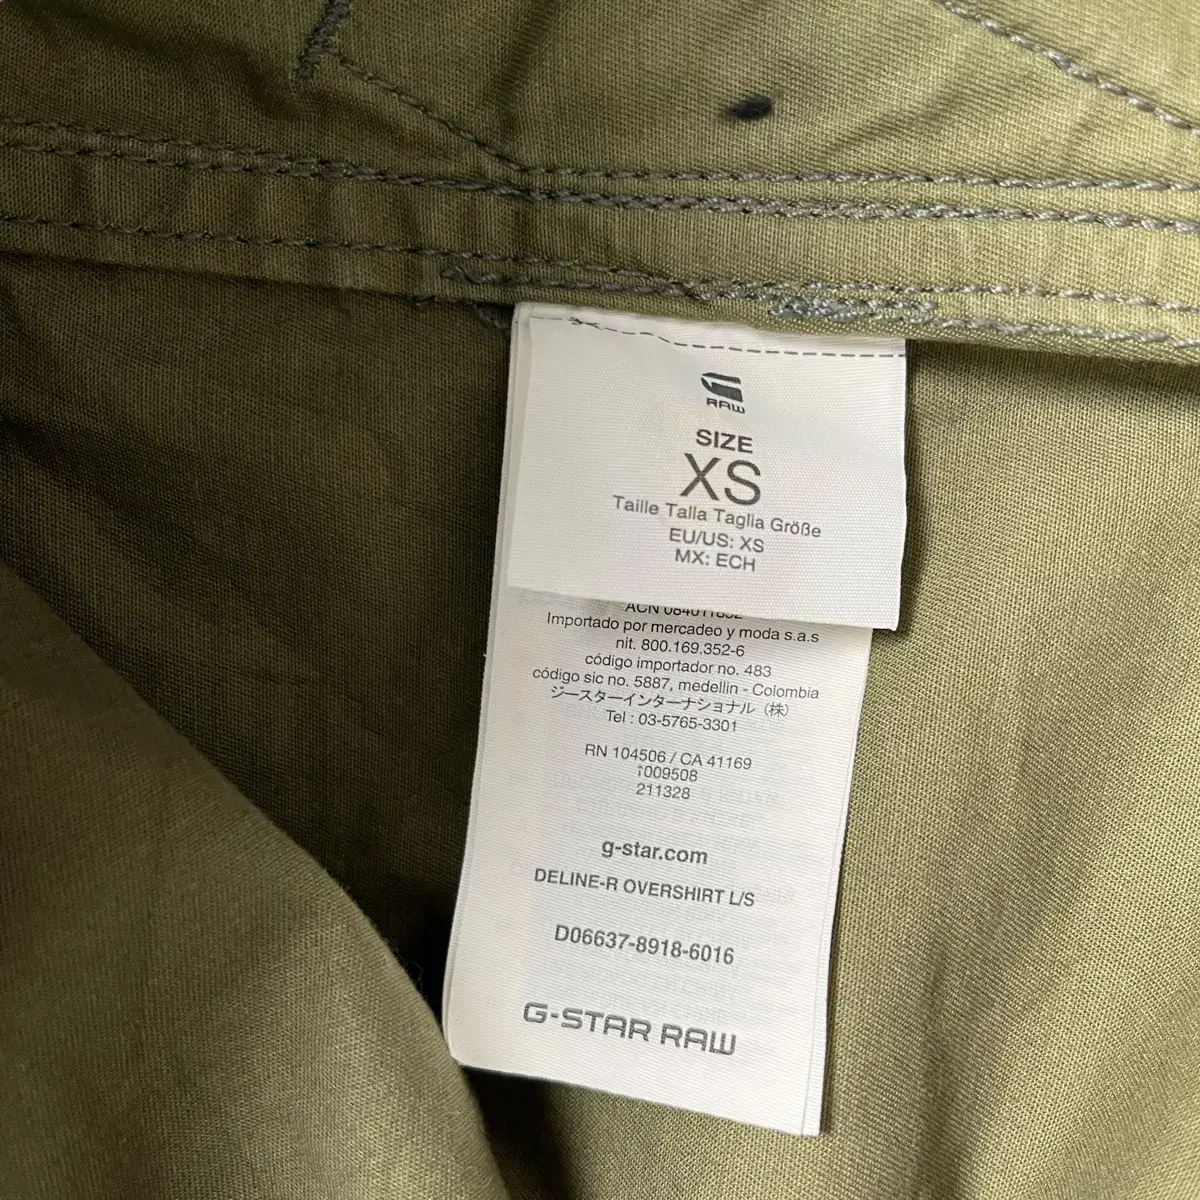 RAW
SIZE
XS
Taille Talla Taglia Größe
EU/US: XS
MX: ECH
ACN 084011852
Importado por mercadeo y moda s.a.s
nit. 800.169.352-6
código importador no. 483
código sic no. 5887, medellin - Colombia
ジースターインターナショナル（株）
Tel : 03-5765-3301
RN 104506 / CA 41169
009508
211328
g-star.com
DELINE-R OVERSHIRT L/S
D06637-8918-6016
G-STAR RAW